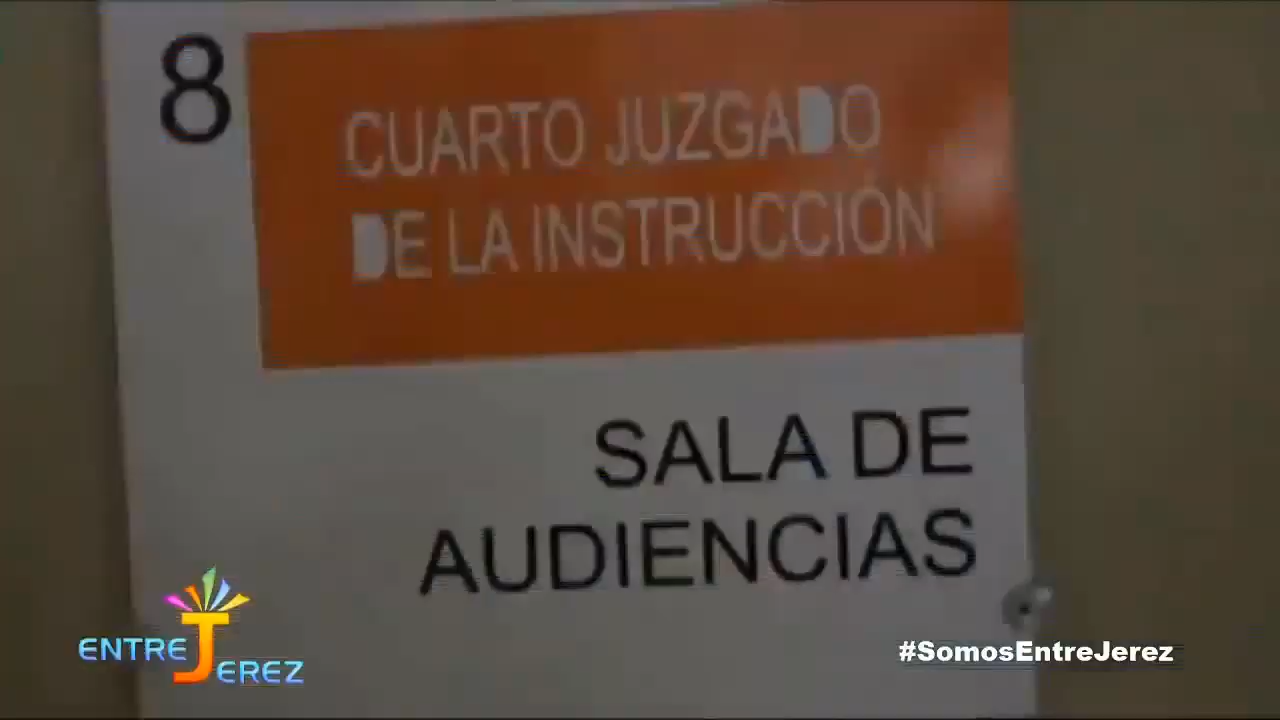 8
CUARTO JUZGADO
DE LA INSTRUCCIÓN
SALA DE
AUDIENCIAS
ENTRE JEREZ
#SomosEntreJerez